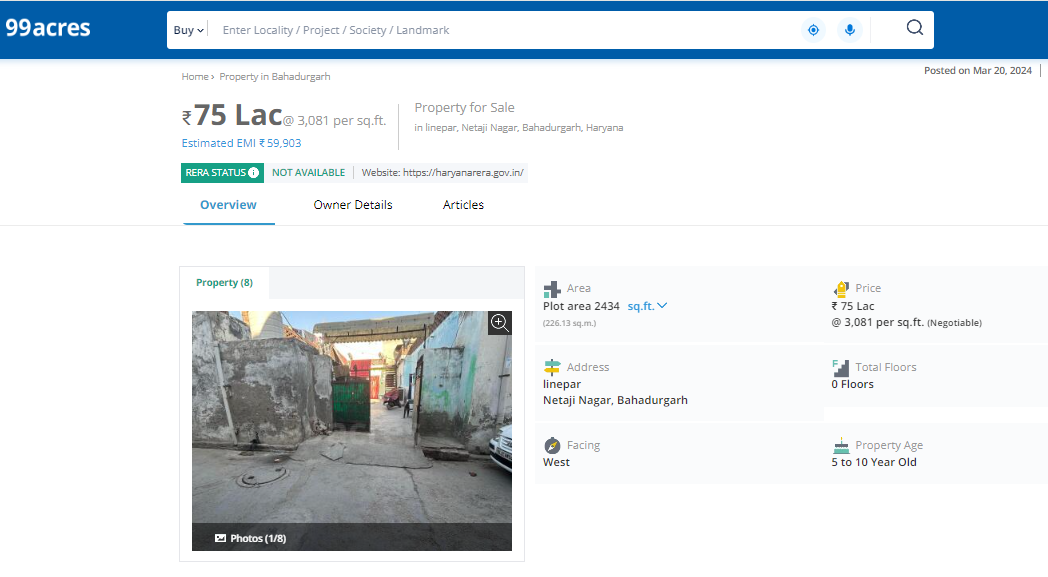 99acres
Buy
Enter Locality / Project / Society / Landmark
Home › Property in Bahadurgarh
Posted on Mar 20, 2024
₹ 75 Lac @ 3,081 per sq.ft.
Estimated EMI ₹ 59,903
Property for Sale
in linepar, Netaji Nagar, Bahadurgarh, Haryana
RERA STATUS NOT AVAILABLE Website: https://haryanarera.gov.in/
Overview Owner Details Articles
Property (8)
Photos (1/8)
Area
Plot area 2434 sq.ft.
(226.13 sq.m.)
Price
₹ 75 Lac
@ 3,081 per sq.ft. (Negotiable)
Address
linepar
Netaji Nagar, Bahadurgarh
Total Floors
0 Floors
Facing
West
Property Age
5 to 10 Year Old